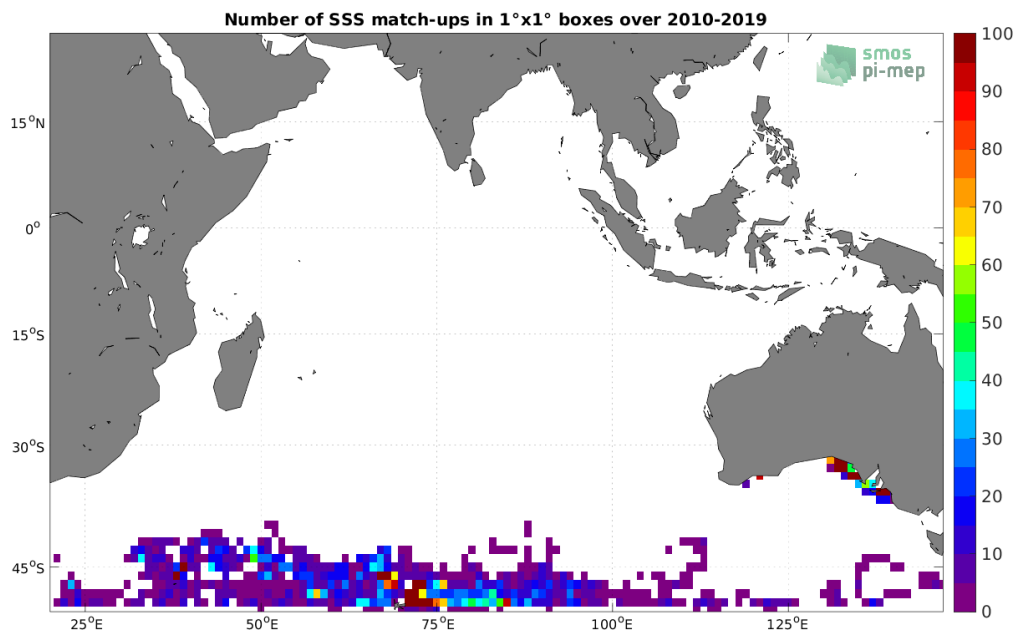 Number of SSS match-ups in 1°x1° boxes over 2010-2019
smos
pi-mep
15°N
0°
15°S
30°S
45°S
25°E
50°E
75°E
100°E
125°E
100
90
80
70
60
50
40
30
20
10
0